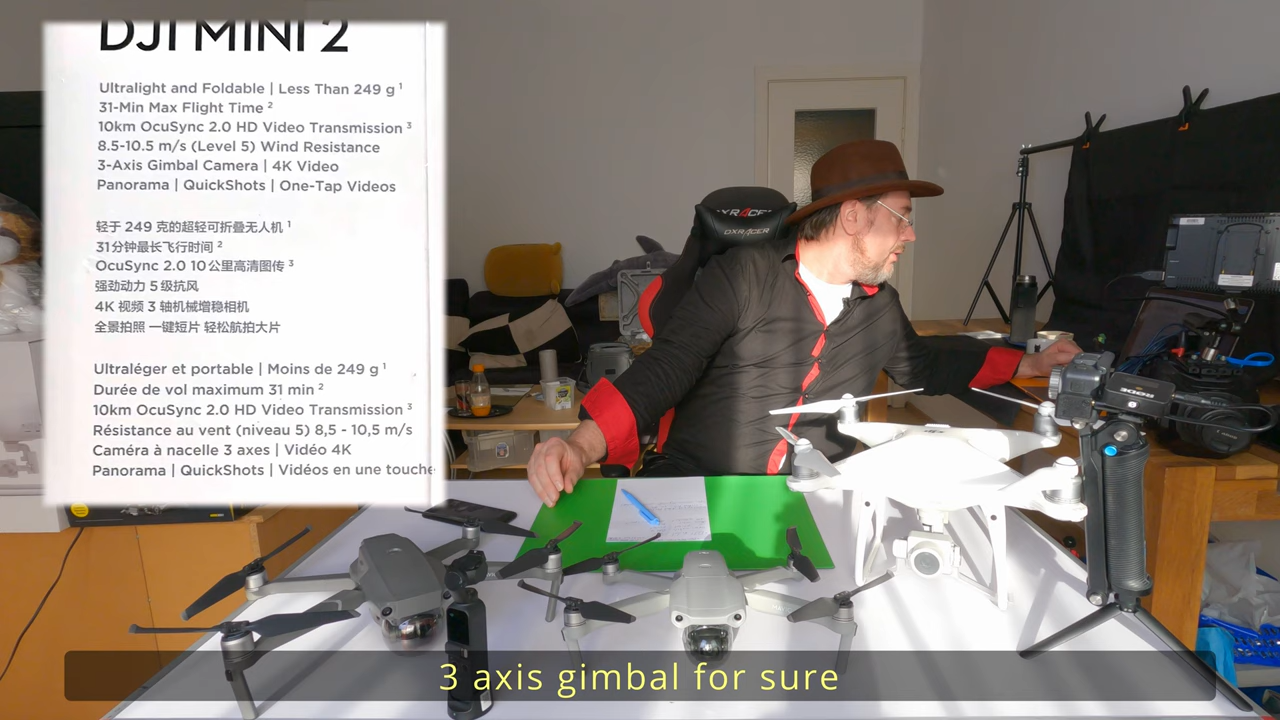 DJI MINI 2
Ultralight and Foldable | Less Than 249 g ¹
31-Min Max Flight Time ²
10km OcuSync 2.0 HD Video Transmission ³
8.5-10.5 m/s (Level 5) Wind Resistance
3-Axis Gimbal Camera | 4K Video
Panorama | QuickShots | One-Tap Videos
轻于 249 克的超轻可折叠无人机 ¹
31分钟最长飞行时间 ²
OcuSync 2.0 10公里高清图传 ³
强劲动力 5 级抗风
4K 视频 3 轴机械增稳相机
全景拍照 一键短片 轻松航拍大片
Ultraléger et portable | Moins de 249 g ¹
Durée de vol maximum 31 min ²
10km OcuSync 2.0 HD Video Transmission ³
Résistance au vent (niveau 5) 8,5 - 10,5 m/s
Caméra à nacelle 3 axes | Vidéo 4K
Panorama | QuickShots | Vidéos en une touche
DXRACER
DXRACER
3 axis gimbal for sure